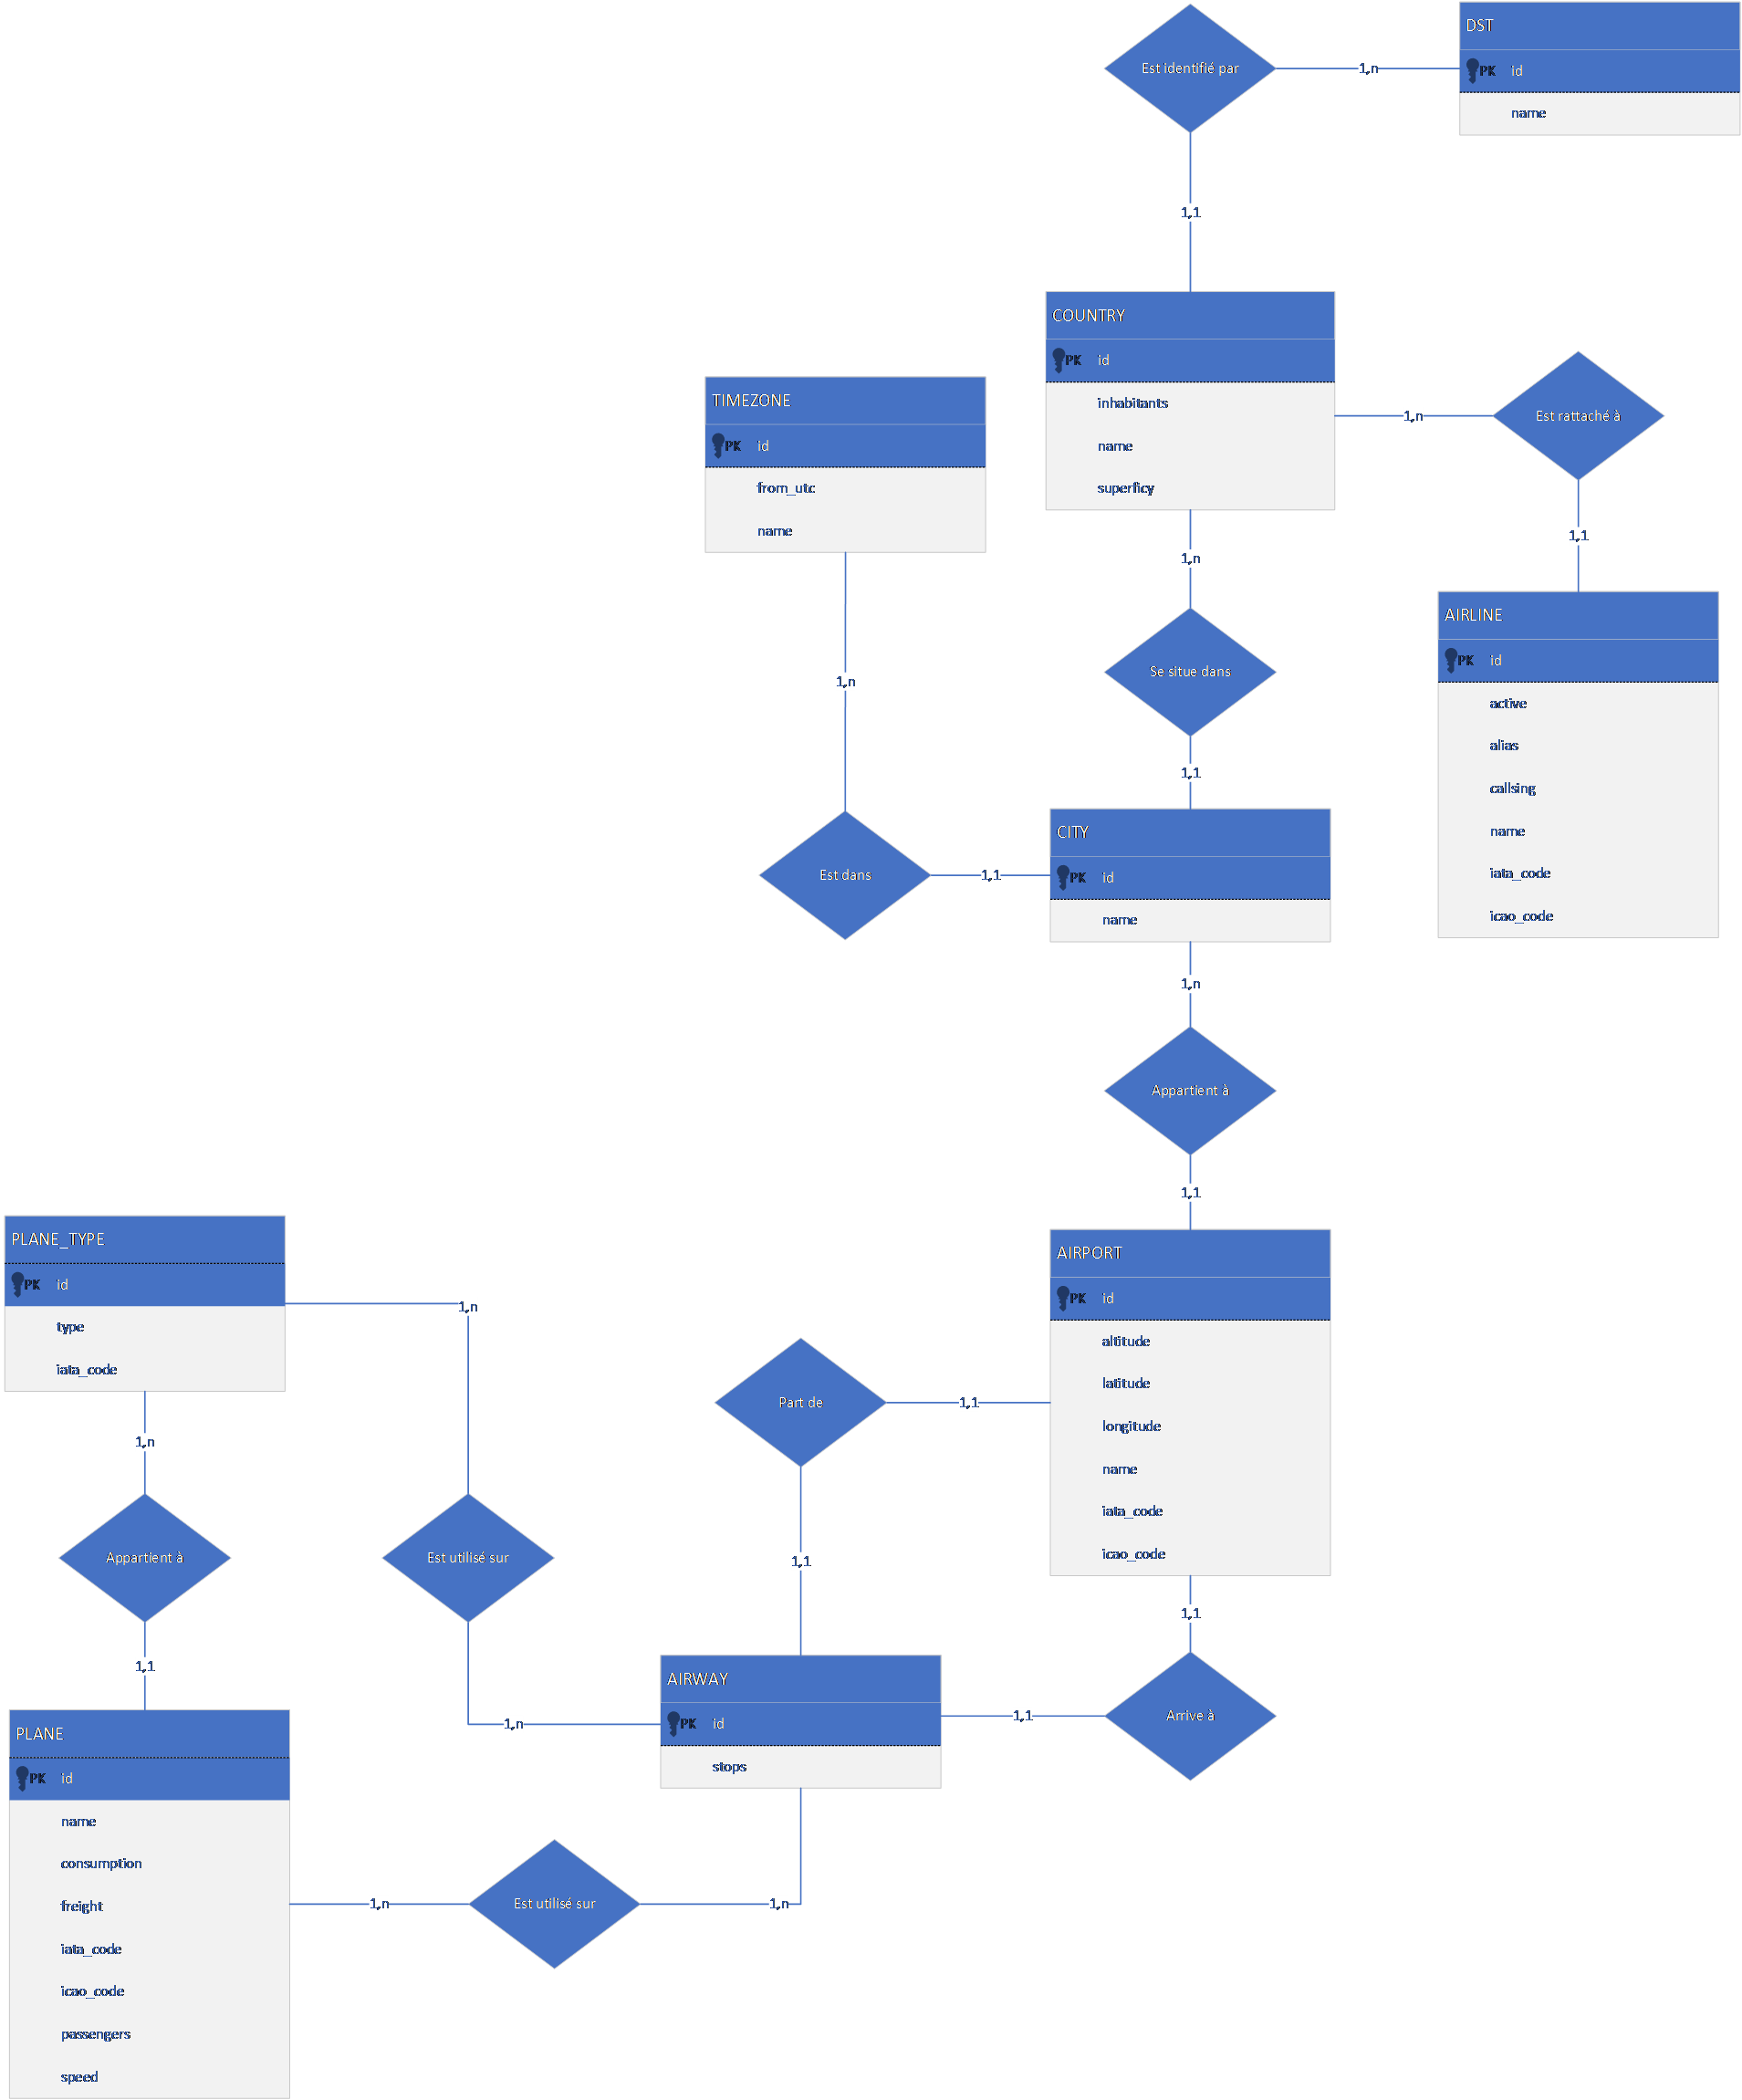 Est identifié par
1,n
DST
PK id
name
1,1
COUNTRY
PK id
inhabitants
name
superficy
1,n
Est rattaché à
1,1
TIMEZONE
PK id
from_utc
name
1,n
Se situe dans
1,1
AIRLINE
PK id
active
alias
callsing
name
iata_code
icao_code
1,n
Est dans
1,1
CITY
PK id
name
1,n
Appartient à
1,1
PLANE_TYPE
PK id
type
iata_code
1,n
AIRPORT
PK id
altitude
latitude
longitude
name
iata_code
icao_code
Part de
1,1
1,n
Appartient à
1,1
Est utilisé sur
1,n
1,1
1,1
Arrive à
1,1
AIRWAY
PK id
stops
PLANE
PK id
name
consumption
freight
iata_code
icao_code
passengers
speed
1,n
Est utilisé sur
1,n